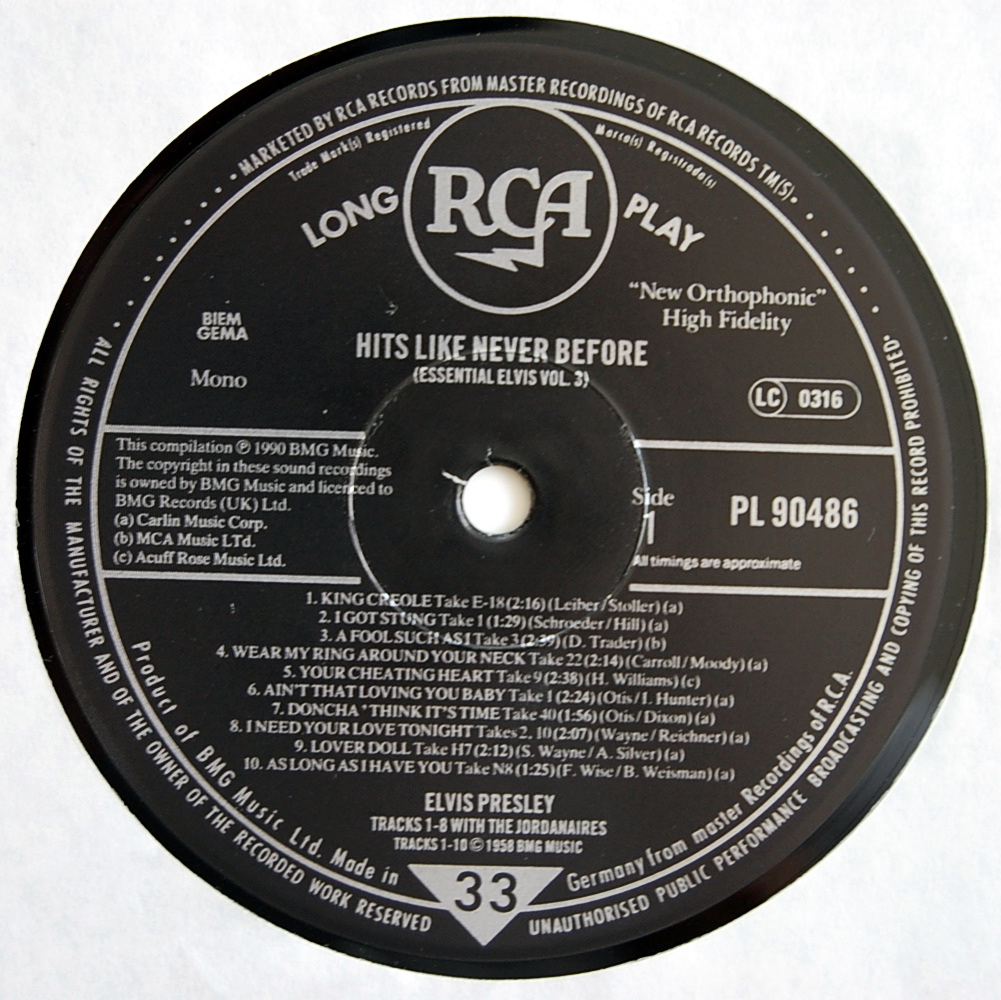 MARKETED BY RCA RECORDS FROM MASTER RECORDINGS OF RCA RECORDS TM(S)
Trade Mark(s) Registered
Marca(s) Registrada(s)
LONG RCA PLAY
"New Orthophonic"
High Fidelity
BIEM
GEMA
HITS LIKE NEVER BEFORE
(ESSENTIAL ELVIS VOL. 3)
Mono
LC 0316
This compilation ℗ 1990 BMG Music.
The copyright in these sound recordings
is owned by BMG Music and licenced to
BMG Records (UK) Ltd.
(a) Carlin Music Corp.
(b) MCA Music LTd.
(c) Acuff Rose Music Ltd.
Side
1
PL 90486
All timings are approximate
1. KING CREOLE Take E-18 (2:16) (Leiber/Stoller) (a)
2. I GOT STUNG Take 1 (1:29) (Schroeder/Hill) (a)
3. A FOOL SUCH AS I Take 3 (2:39) (D. Trader) (b)
4. WEAR MY RING AROUND YOUR NECK Take 22 (2:14) (Carroll/Moody) (a)
5. YOUR CHEATING HEART Take 9 (2:38) (H. Williams) (c)
6. AIN'T THAT LOVING YOU BABY Take 1 (2:24) (Otis/I. Hunter) (a)
7. DONCHA' THINK IT'S TIME Take 40 (1:56) (Otis/Dixon) (a)
8. I NEED YOUR LOVE TONIGHT Takes 2, 10 (2:07) (Wayne/Reichner) (a)
9. LOVER DOLL Take H7 (2:12) (S. Wayne/A. Silver) (a)
10. AS LONG AS I HAVE YOU Take N8 (1:25) (F. Wise/B. Weisman) (a)
ELVIS PRESLEY
TRACKS 1-8 WITH THE JORDANAIRES
TRACKS 1-10 © 1958 BMG MUSIC
33
Product of BMG Music Ltd. Made in Germany from master Recordings of R.C.A.
ALL RIGHTS OF THE MANUFACTURER AND OF THE OWNER OF THE RECORDED WORK RESERVED
UNAUTHORISED PUBLIC PERFORMANCE BROADCASTING AND COPYING OF THIS RECORD PROHIBITED